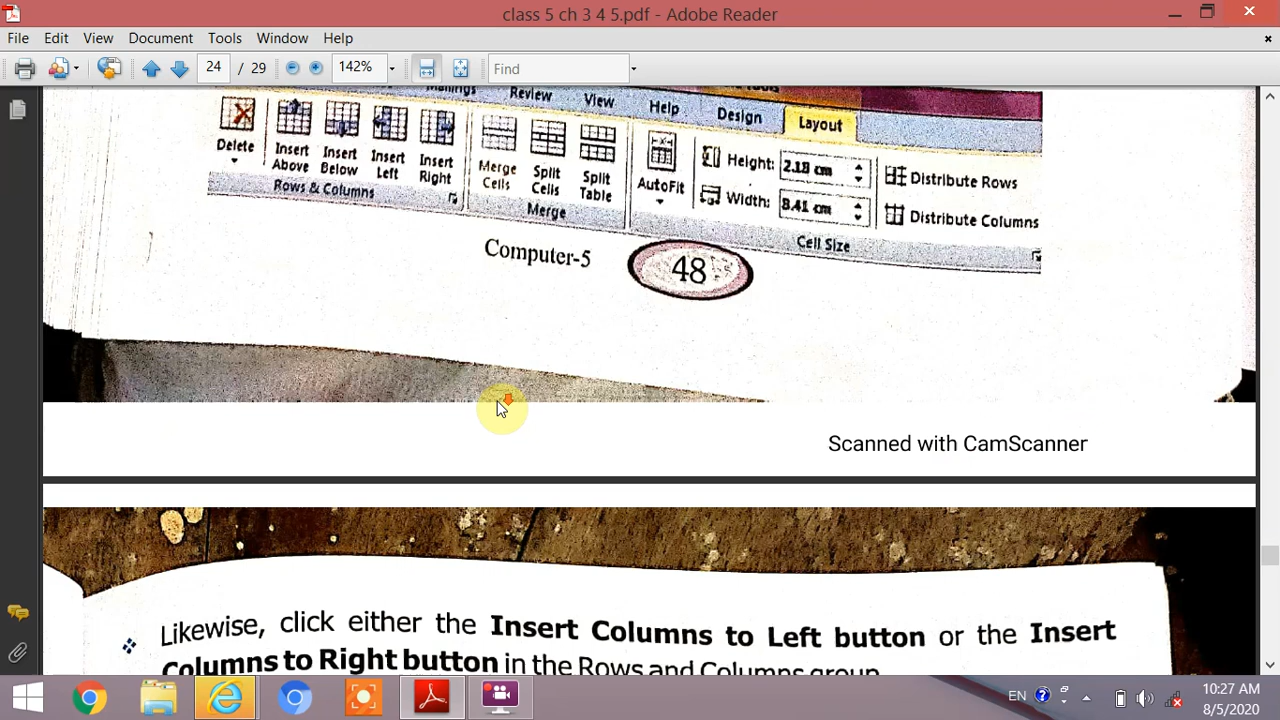 class 5 ch 3 4 5.pdf - Adobe Reader
File Edit View Document Tools Window Help
24 / 29 142% Find
Mailings Review View Help Design Layout
Delete Insert Above Insert Below Insert Left Insert Right Merge Cells Split Cells Split Table AutoFit Height: 2.18 cm Distribute Rows
Width: 8.41 cm Distribute Columns
Rows & Columns Merge Cell Size
Computer-5 48
Scanned with CamScanner
Likewise, click either the Insert Columns to Left button or the Insert
Columns to Right button in the Rows and Columns group.
EN 10:27 AM
8/5/2020